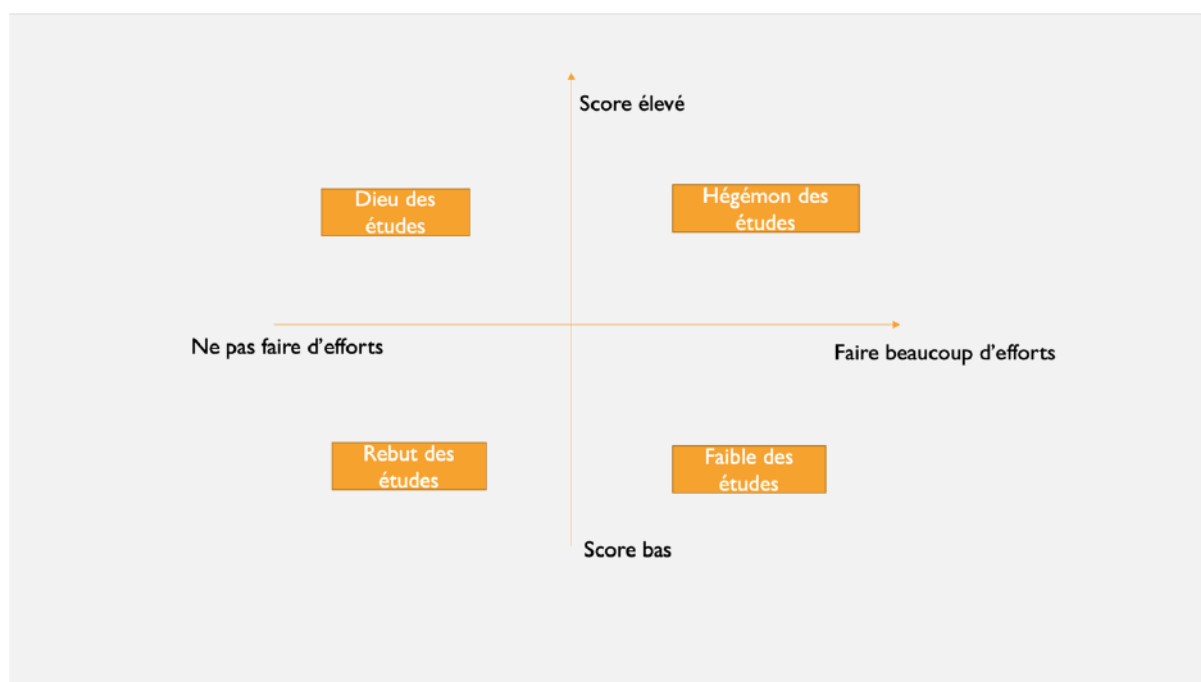 Score élevé
Dieu des
études
Hégémon des
études
Ne pas faire d’efforts
Faire beaucoup d’efforts
Rebut des
études
Faible des
études
Score bas